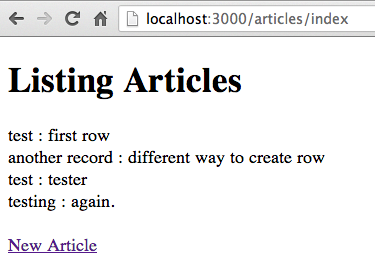 localhost:3000/articles/index
Listing Articles
test : first row
another record : different way to create row
test : tester
testing : again.
New Article